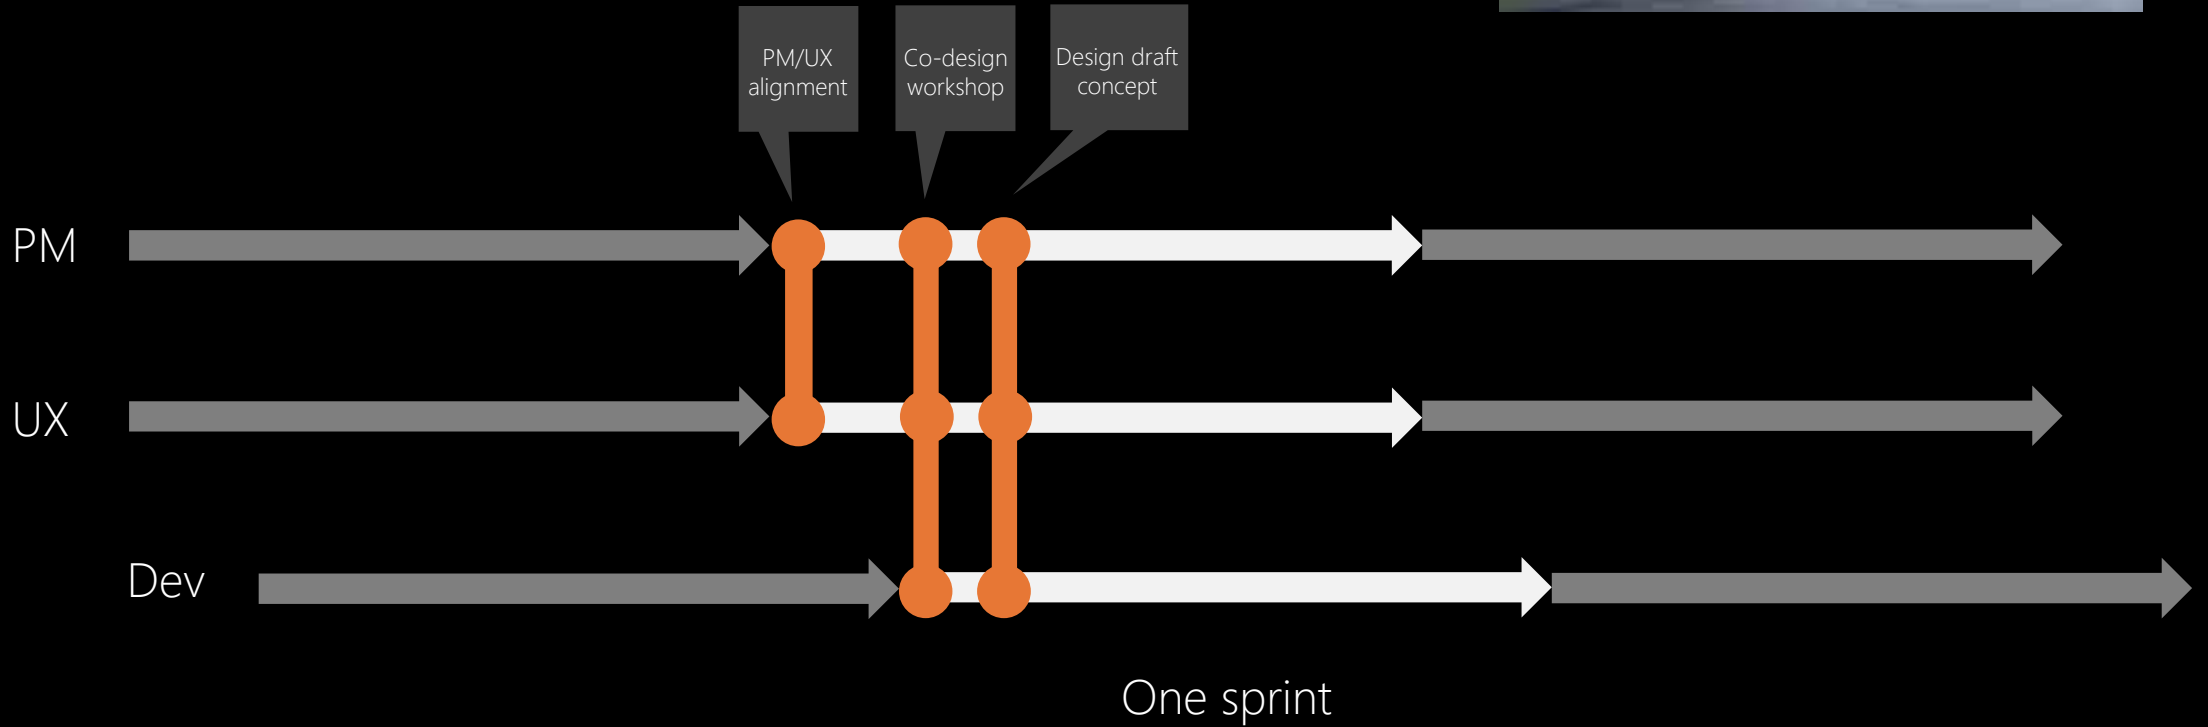 PM/UX
alignment
Co-design
workshop
Design draft
concept
PM
UX
Dev
One sprint